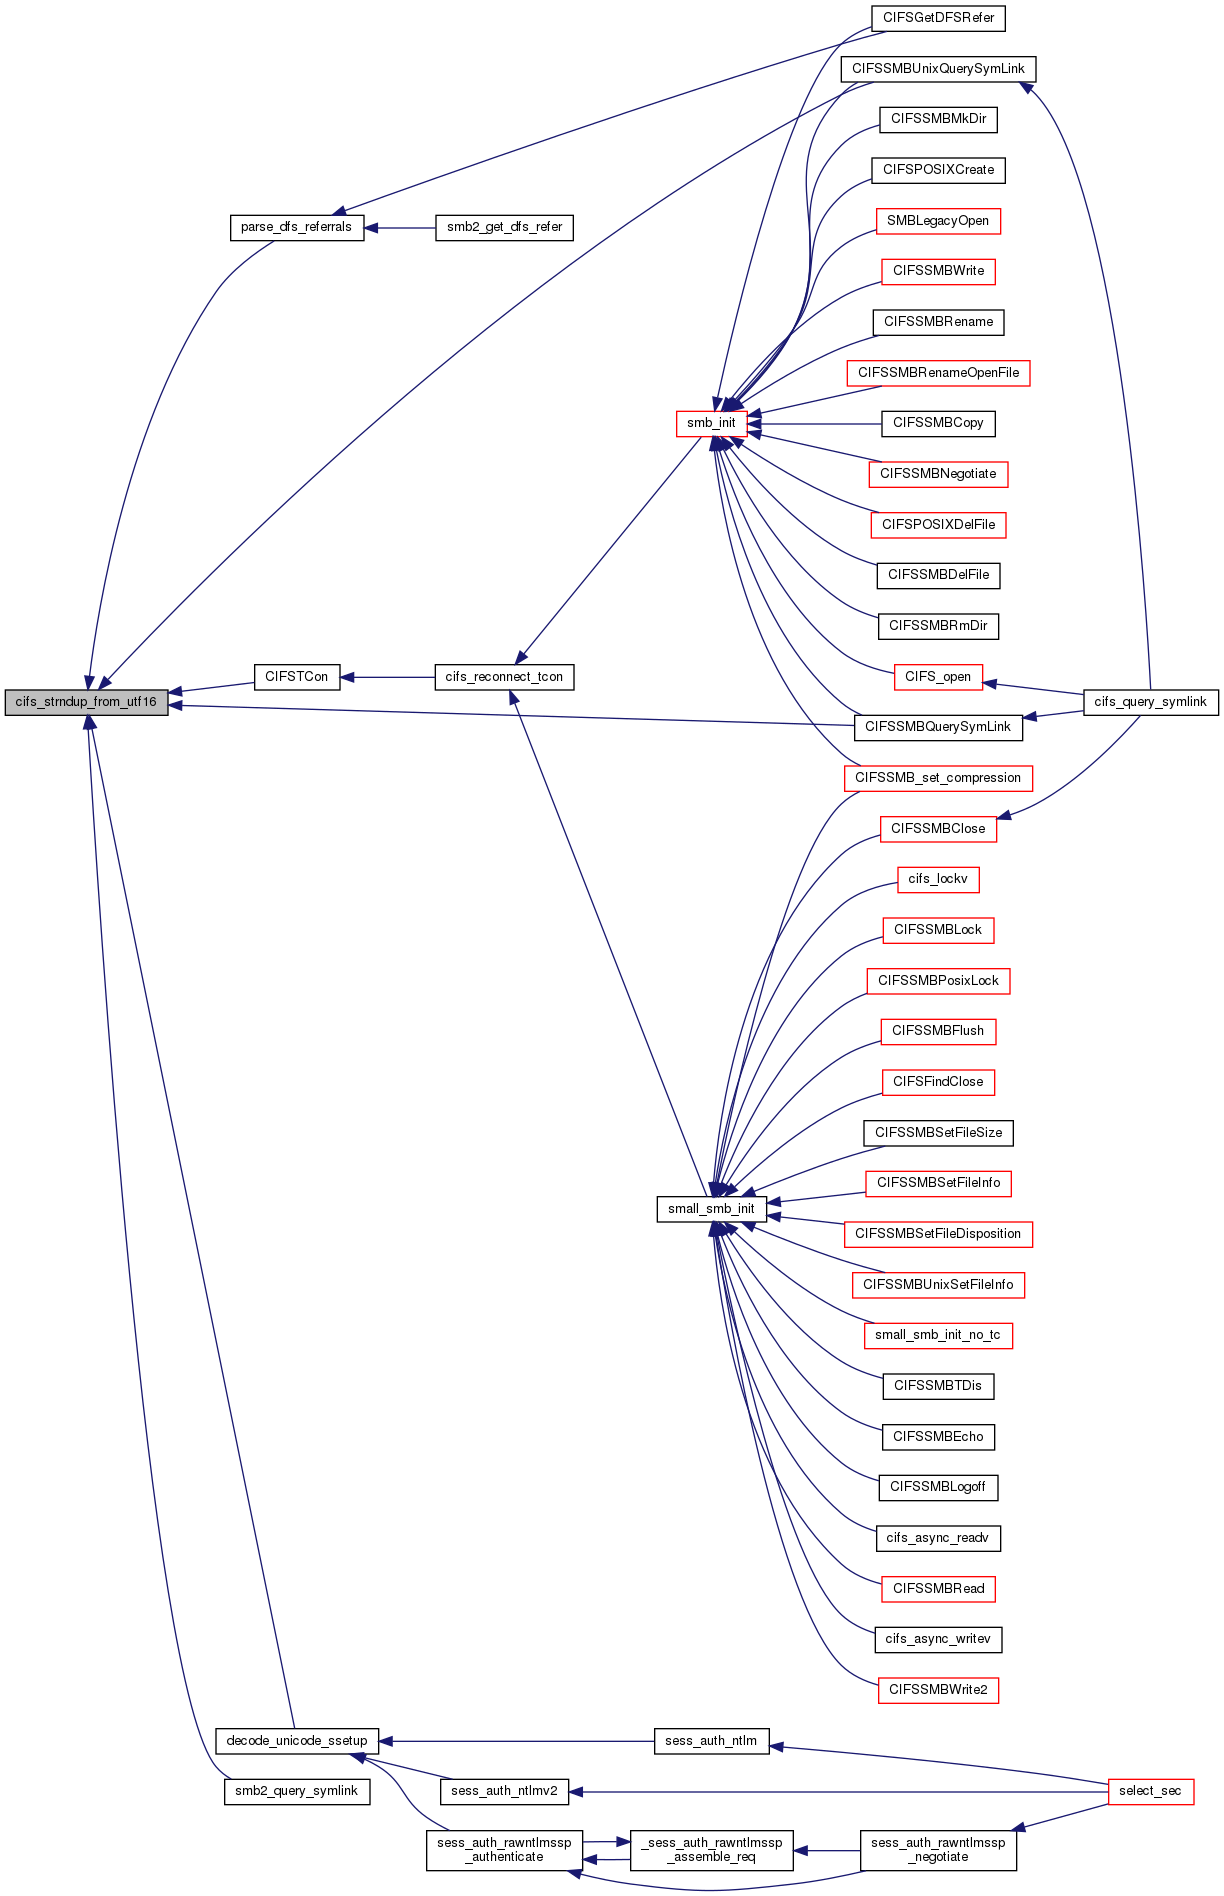 CIFSGetDFSRefer
CIFSSMBUnixQuerySymLink
CIFSSMBMkDir
CIFSPOSIXCreate
parse_dfs_referrals
smb2_get_dfs_refer
SMBLegacyOpen
CIFSSMBWrite
CIFSSMBRename
CIFSSMBRenameOpenFile
smb_init
CIFSSMBCopy
CIFSSMBNegotiate
CIFSPOSIXDelFile
CIFSSMBDelFile
CIFSSMBRmDir
CIFSTCon
cifs_reconnect_tcon
CIFS_open
cifs_strndup_from_utf16
cifs_query_symlink
CIFSSMBQuerySymLink
CIFSSMB_set_compression
CIFSSMBClose
cifs_lockv
CIFSSMBLock
CIFSSMBPosixLock
CIFSSMBFlush
CIFSFindClose
CIFSSMBSetFileSize
CIFSSMBSetFileInfo
small_smb_init
CIFSSMBSetFileDisposition
CIFSSMBUnixSetFileInfo
small_smb_init_no_tc
CIFSSMBTDis
CIFSSMBEcho
CIFSSMBLogoff
cifs_async_readv
CIFSSMBRead
cifs_async_writev
CIFSSMBWrite2
decode_unicode_ssetup
sess_auth_ntlm
smb2_query_symlink
sess_auth_ntlmv2
select_sec
sess_auth_rawntlmssp
_authenticate
_sess_auth_rawntlmssp
_assemble_req
sess_auth_rawntlmssp
_negotiate